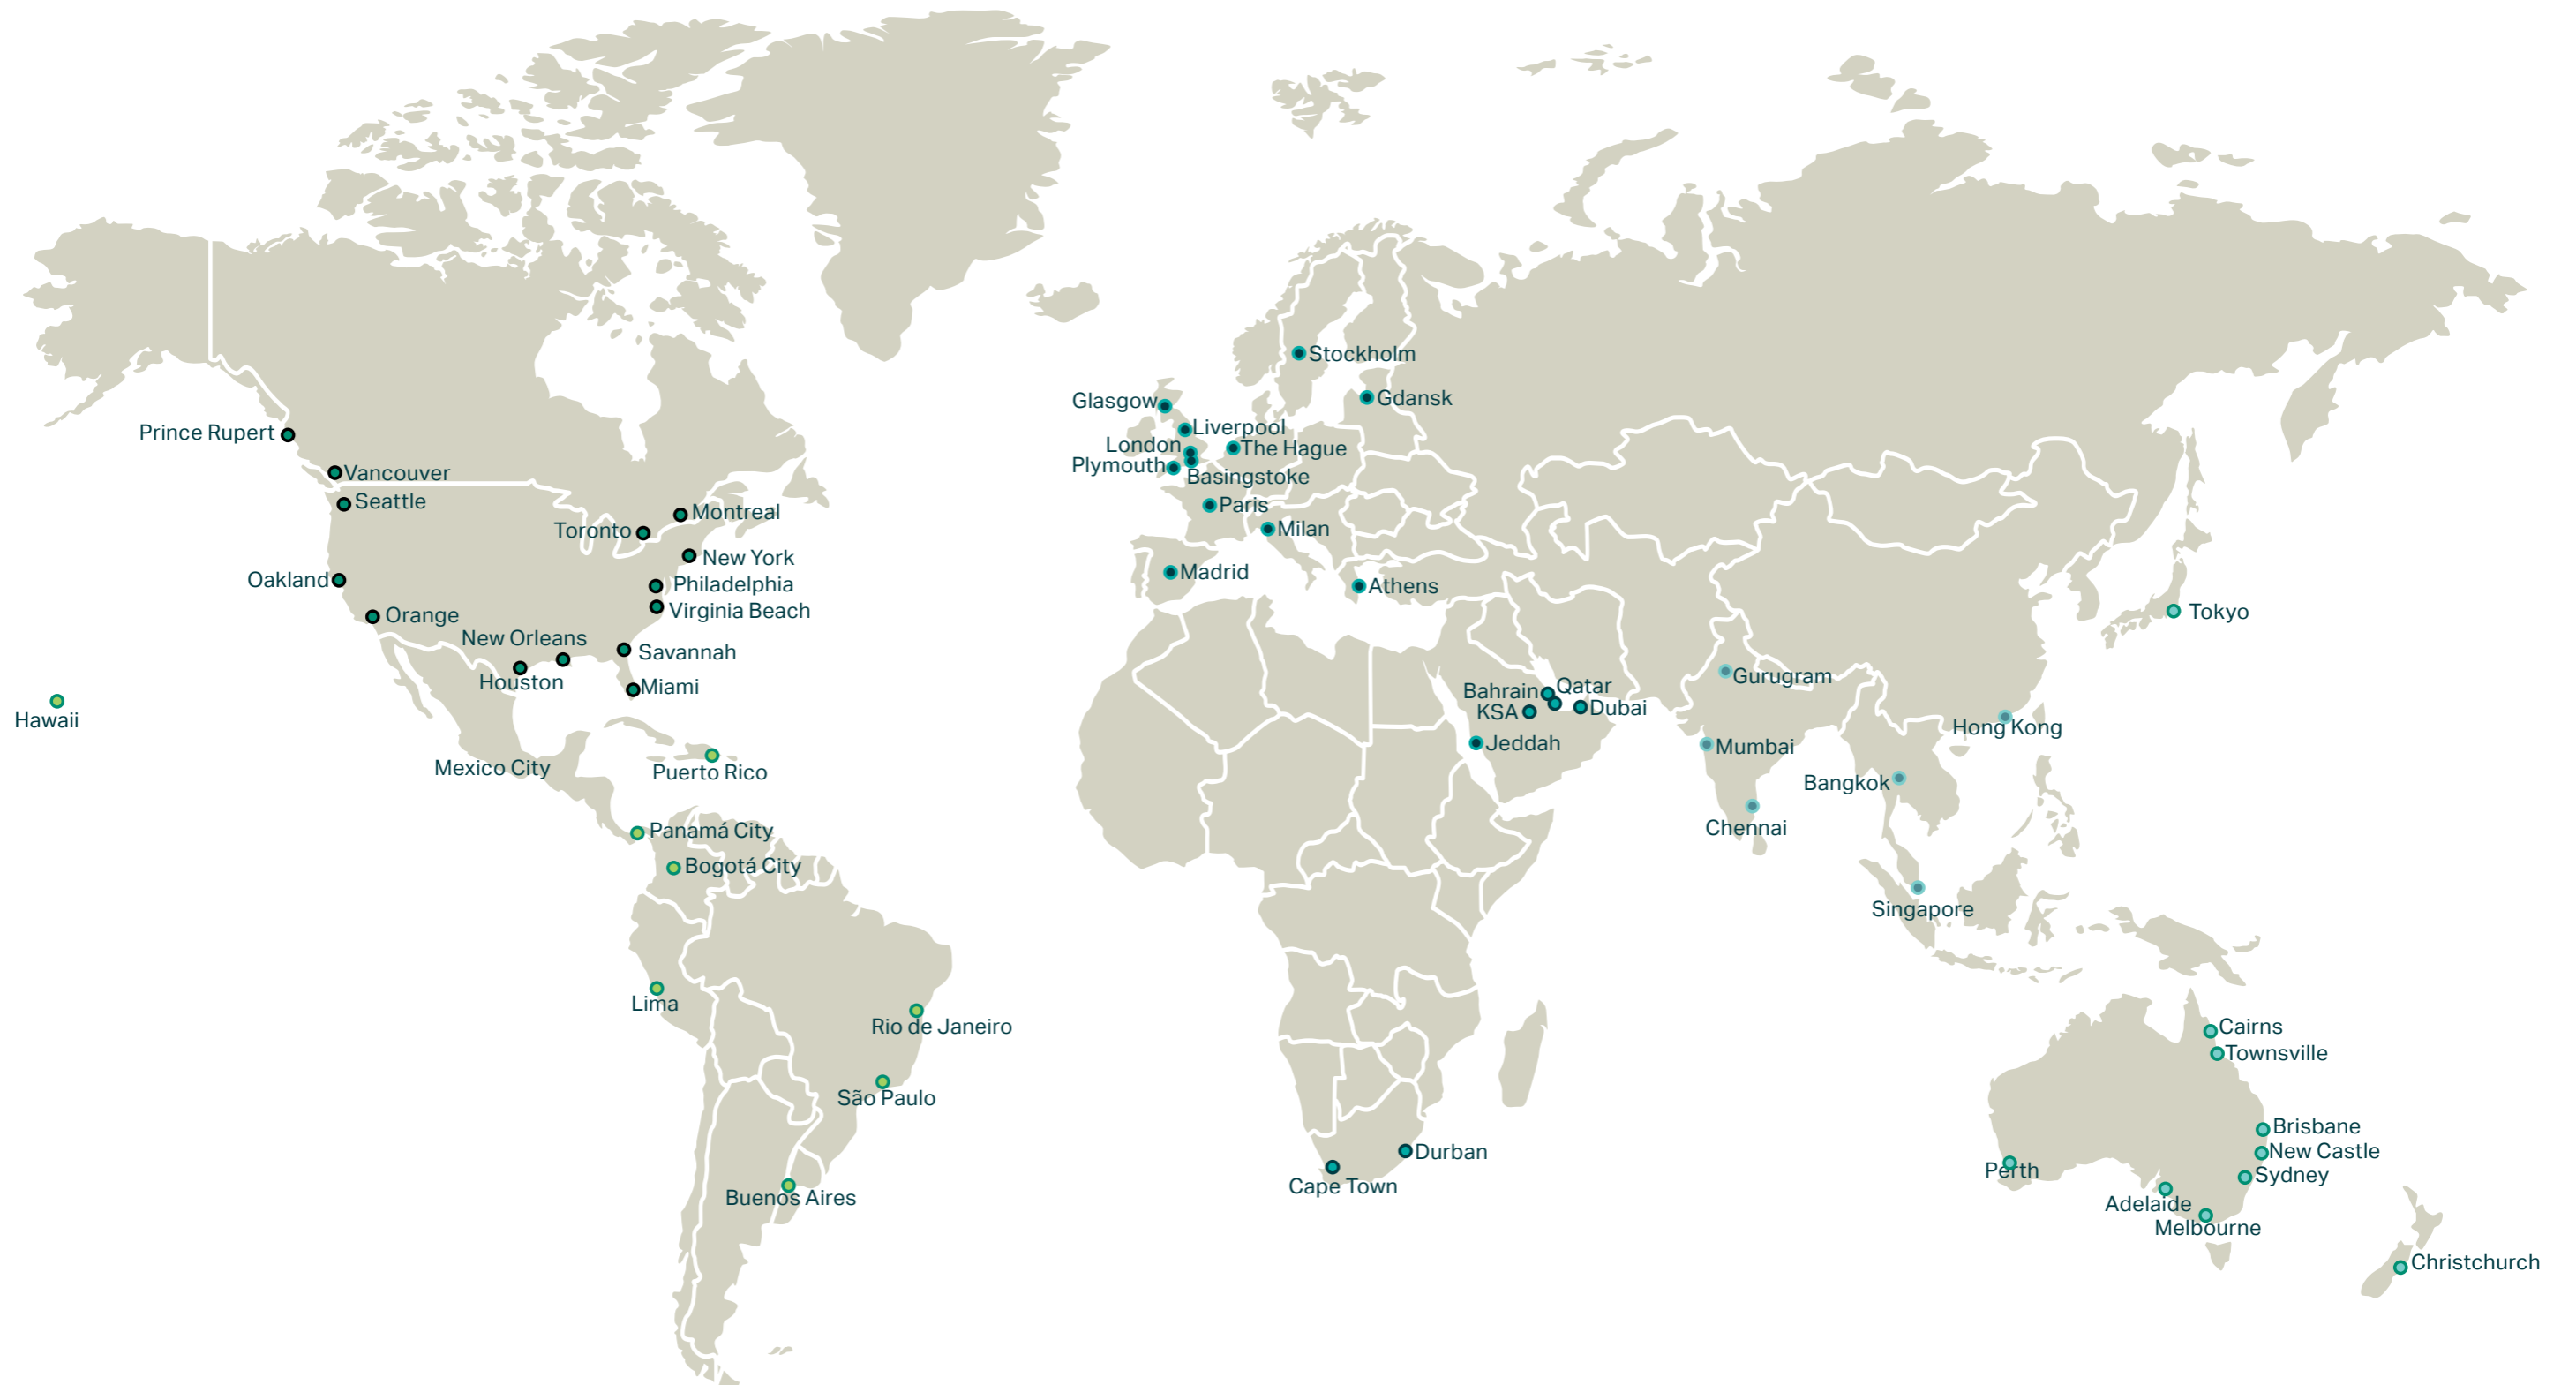 Stockholm
Glasgow
Gdansk
Liverpool
London
The Hague
Plymouth
Basingstoke
Paris
Milan
Madrid
Athens
Prince Rupert
Vancouver
Seattle
Montreal
Toronto
New York
Oakland
Philadelphia
Virginia Beach
Orange
New Orleans
Savannah
Houston
Miami
Hawaii
Mexico City
Puerto Rico
Panamá City
Bogotá City
Lima
Rio de Janeiro
São Paulo
Buenos Aires
Bahrain
Qatar
KSA
Dubai
Jeddah
Durban
Cape Town
Tokyo
Gurugram
Hong Kong
Mumbai
Bangkok
Chennai
Singapore
Cairns
Townsville
Brisbane
New Castle
Perth
Sydney
Adelaide
Melbourne
Christchurch